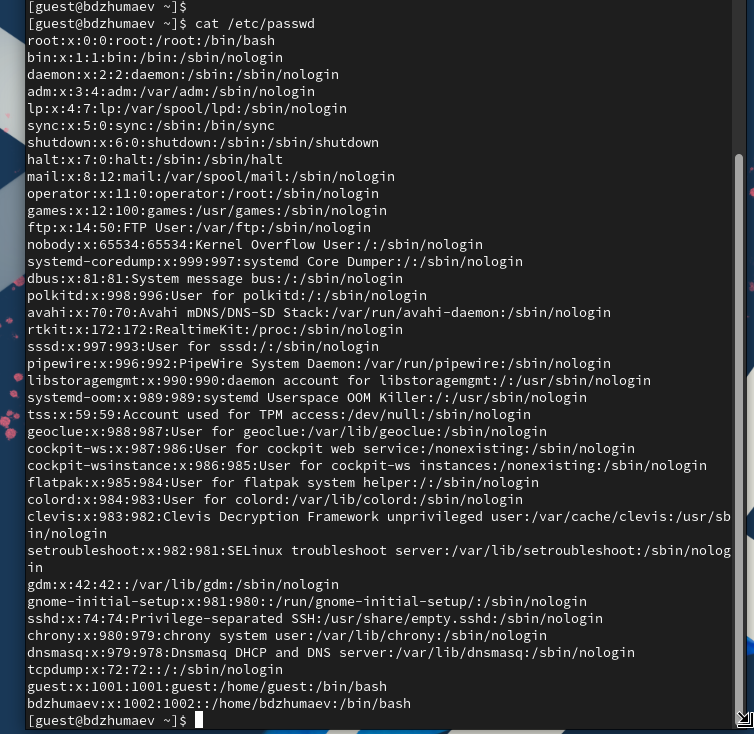 [guest@bdzhumaev ~]$
[guest@bdzhumaev ~]$ cat /etc/passwd
root:x:0:0:root:/root:/bin/bash
bin:x:1:1:bin:/bin:/sbin/nologin
daemon:x:2:2:daemon:/sbin:/sbin/nologin
adm:x:3:4:adm:/var/adm:/sbin/nologin
lp:x:4:7:lp:/var/spool/lpd:/sbin/nologin
sync:x:5:0:sync:/sbin:/bin/sync
shutdown:x:6:0:shutdown:/sbin:/sbin/shutdown
halt:x:7:0:halt:/sbin:/sbin/halt
mail:x:8:12:mail:/var/spool/mail:/sbin/nologin
operator:x:11:0:operator:/root:/sbin/nologin
games:x:12:100:games:/usr/games:/sbin/nologin
ftp:x:14:50:FTP User:/var/ftp:/sbin/nologin
nobody:x:65534:65534:Kernel Overflow User:/:/sbin/nologin
systemd-coredump:x:999:997:systemd Core Dumper:/:/sbin/nologin
dbus:x:81:81:System message bus:/:/sbin/nologin
polkitd:x:998:996:User for polkitd:/:/sbin/nologin
avahi:x:70:70:Avahi mDNS/DNS-SD Stack:/var/run/avahi-daemon:/sbin/nologin
rtkit:x:172:172:RealtimeKit:/proc:/sbin/nologin
sssd:x:997:993:User for sssd:/:/sbin/nologin
pipewire:x:996:992:PipeWire System Daemon:/var/run/pipewire:/sbin/nologin
libstoragemgmt:x:990:990:daemon account for libstoragemgmt:/:/usr/sbin/nologin
systemd-oom:x:989:989:systemd Userspace OOM Killer:/:/usr/sbin/nologin
tss:x:59:59:Account used for TPM access:/dev/null:/sbin/nologin
geoclue:x:988:987:User for geoclue:/var/lib/geoclue:/sbin/nologin
cockpit-ws:x:987:986:User for cockpit web service:/nonexisting:/sbin/nologin
cockpit-wsinstance:x:986:985:User for cockpit-ws instances:/nonexisting:/sbin/nologin
flatpak:x:985:984:User for flatpak system helper:/:/sbin/nologin
colord:x:984:983:User for colord:/var/lib/colord:/sbin/nologin
clevis:x:983:982:Clevis Decryption Framework unprivileged user:/var/cache/clevis:/usr/sb
in/nologin
setroubleshoot:x:982:981:SELinux troubleshoot server:/var/lib/setroubleshoot:/sbin/nolog
in
gdm:x:42:42::/var/lib/gdm:/sbin/nologin
gnome-initial-setup:x:981:980::/run/gnome-initial-setup/:/sbin/nologin
sshd:x:74:74:Privilege-separated SSH:/usr/share/empty.sshd:/sbin/nologin
chrony:x:980:979:chrony system user:/var/lib/chrony:/sbin/nologin
dnsmasq:x:979:978:Dnsmasq DHCP and DNS server:/var/lib/dnsmasq:/sbin/nologin
tcpdump:x:72:72::/:/sbin/nologin
guest:x:1001:1001:guest:/home/guest:/bin/bash
bdzhumaev:x:1002:1002::/home/bdzhumaev:/bin/bash
[guest@bdzhumaev ~]$